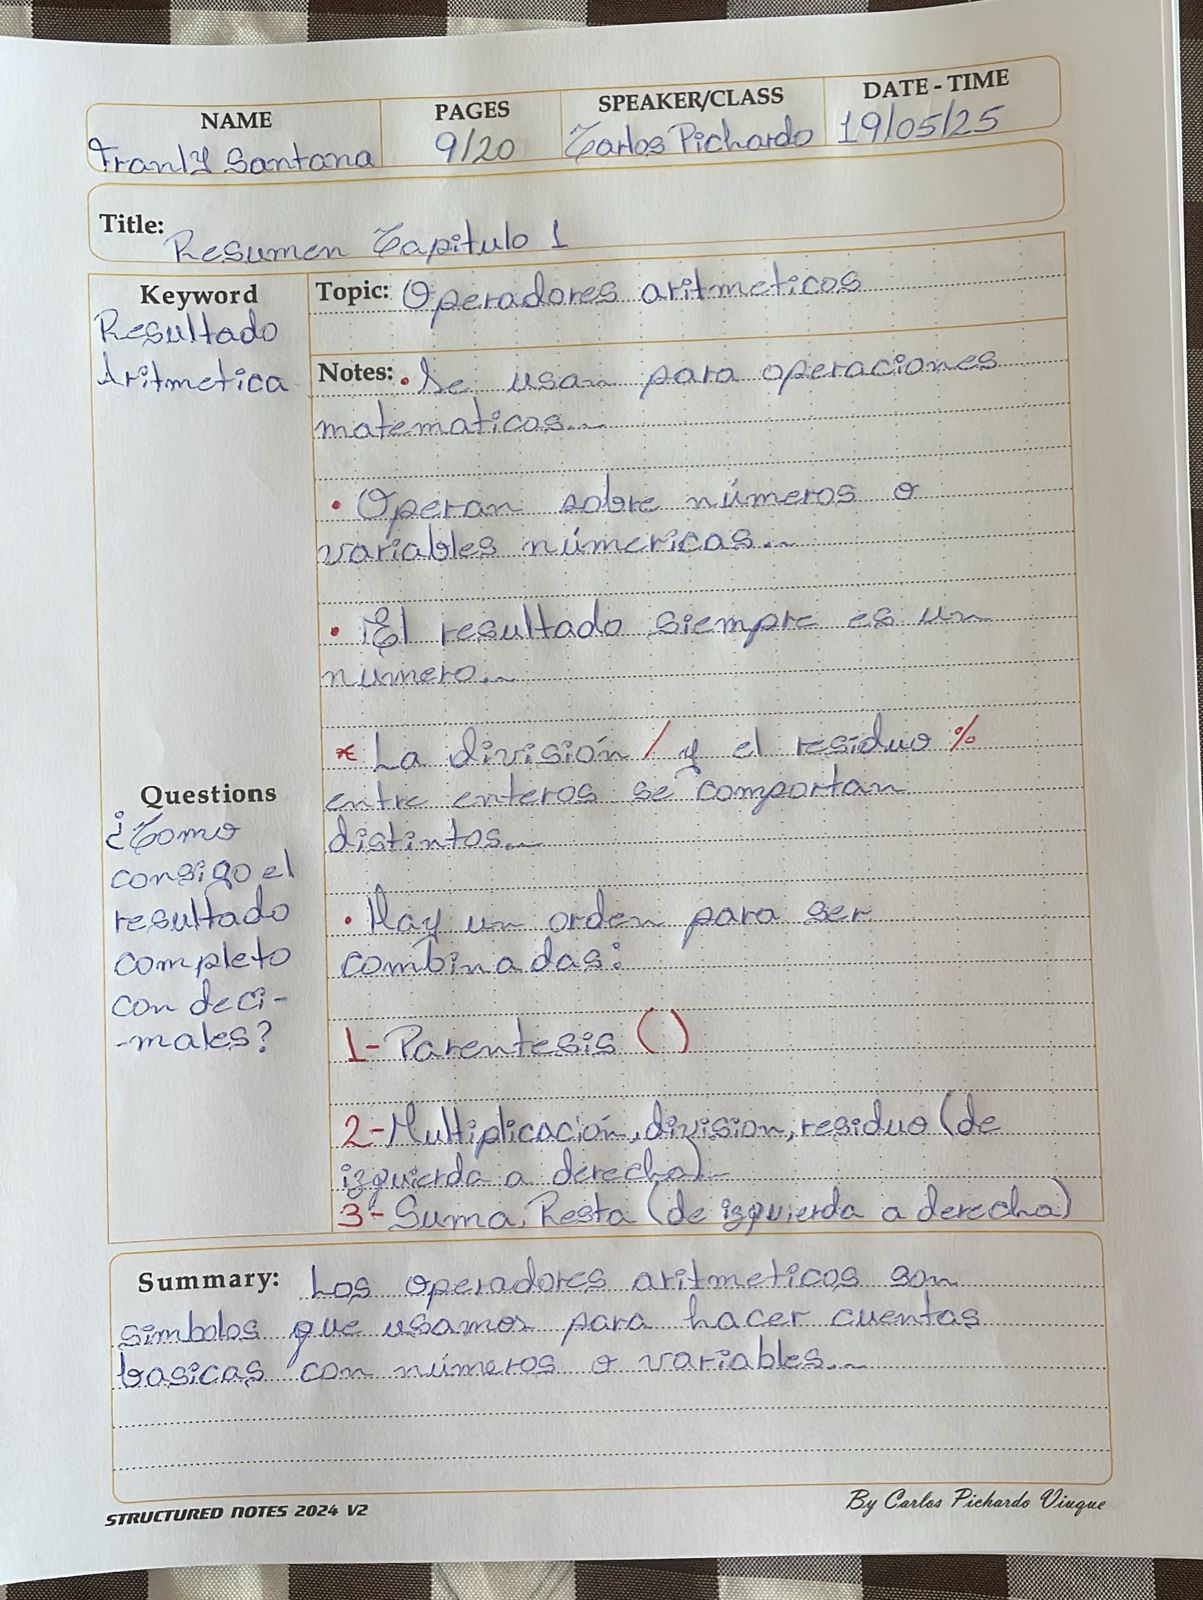 NAME
Franly Santana
PAGES
9/20
SPEAKER/CLASS
Carlos Pichardo
DATE - TIME
19/05/25
Title: Resumen Capitulo 1
Keyword
Resultado
Aritmetica
Topic: Operadores aritmeticos
Notes: • Se usan para operaciones
matematicas...
• Operan sobre números o
variables númericas...
• El resultado siempre es un
numero...
* La división / y el residuo %
entre enteros se comportan
distintos...
• Hay un orden para ser
combinadas:
1- Parentesis ( )
2- Multiplicación, division, residuo (de
izquierda a derecha)
3- Suma, Resta (de izquierda a derecha)
Questions
¿Como
consigo el
resultado
completo
con deci-
-males?
Summary: Los operadores aritmeticos son
simbolos que usamos para hacer cuentas
basicas con números o variables...
STRUCTURED NOTES 2024 V2
By Carlos Pichardo Viuque